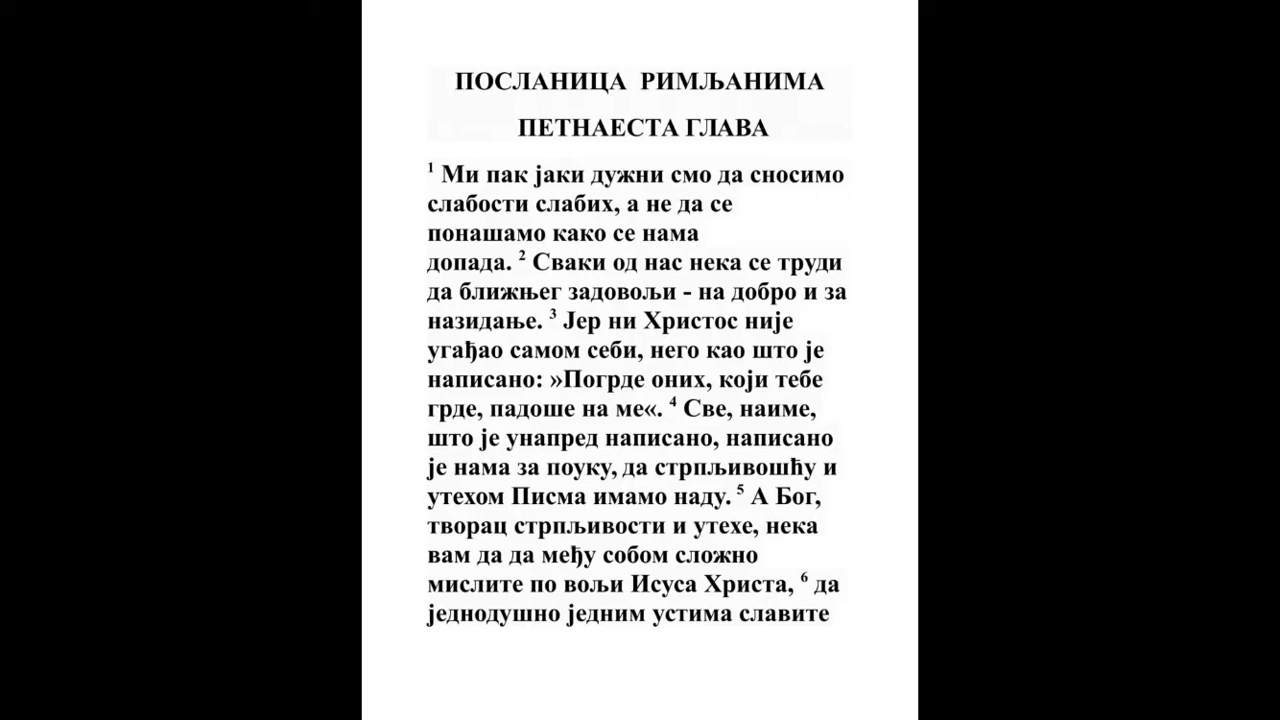 ПОСЛАНИЦА РИМЉАНИМА
ПЕТНАЕСТА ГЛАВА
1 Ми пак јаки дужни смо да сносимо
слабости слабих, а не да се
понашамо како се нама
допада. 2 Сваки од нас нека се труди
да ближњег задовољи - на добро и за
назидање. 3 Јер ни Христос није
угађао самом себи, него као што је
написано: »Погрде оних, који тебе
грде, падоше на ме«. 4 Све, наиме,
што је унапред написано, написано
је нама за поуку, да стрпљивошћу и
утехом Писма имамо наду. 5 А Бог,
творац стрпљивости и утехе, нека
вам да да међу собом сложно
мислите по вољи Исуса Христа, 6 да
једнодушно једним устима славите